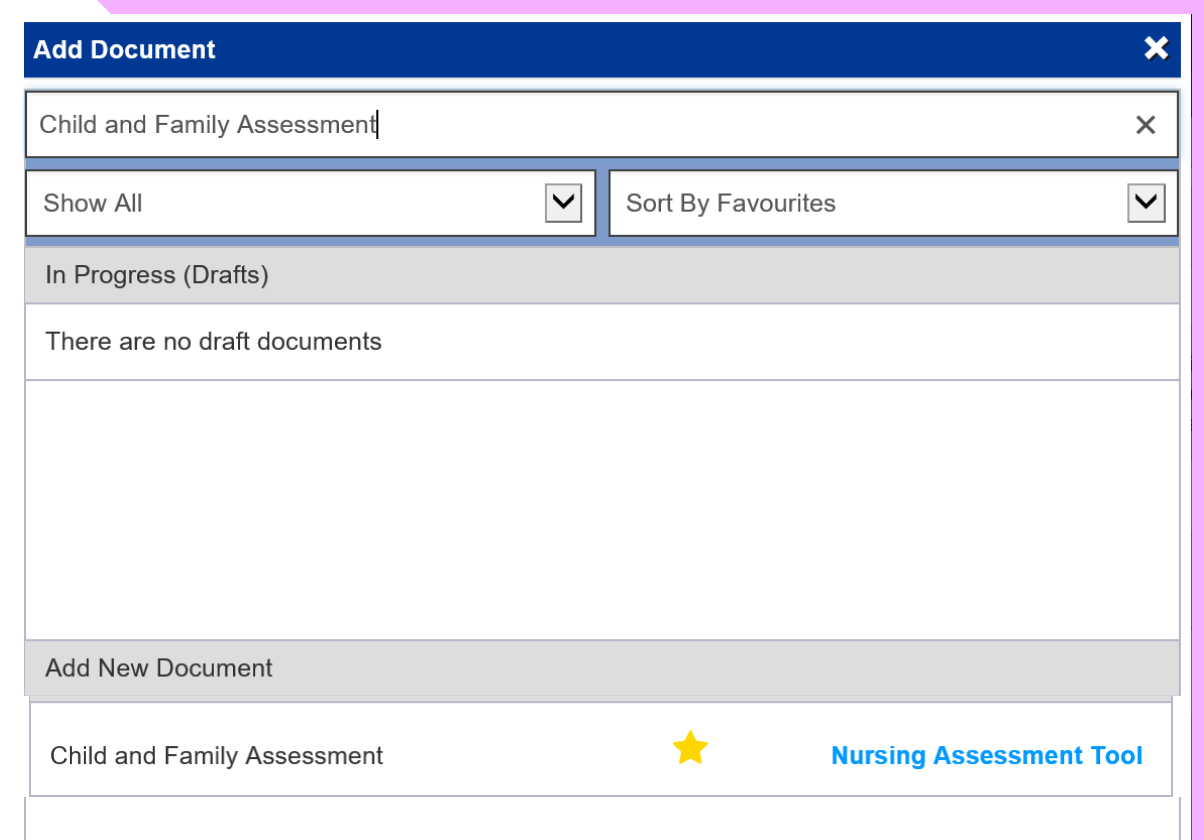 Add Document
Child and Family Assessment
Show All
Sort By Favourites
In Progress (Drafts)
There are no draft documents
Add New Document
Child and Family Assessment
Nursing Assessment Tool